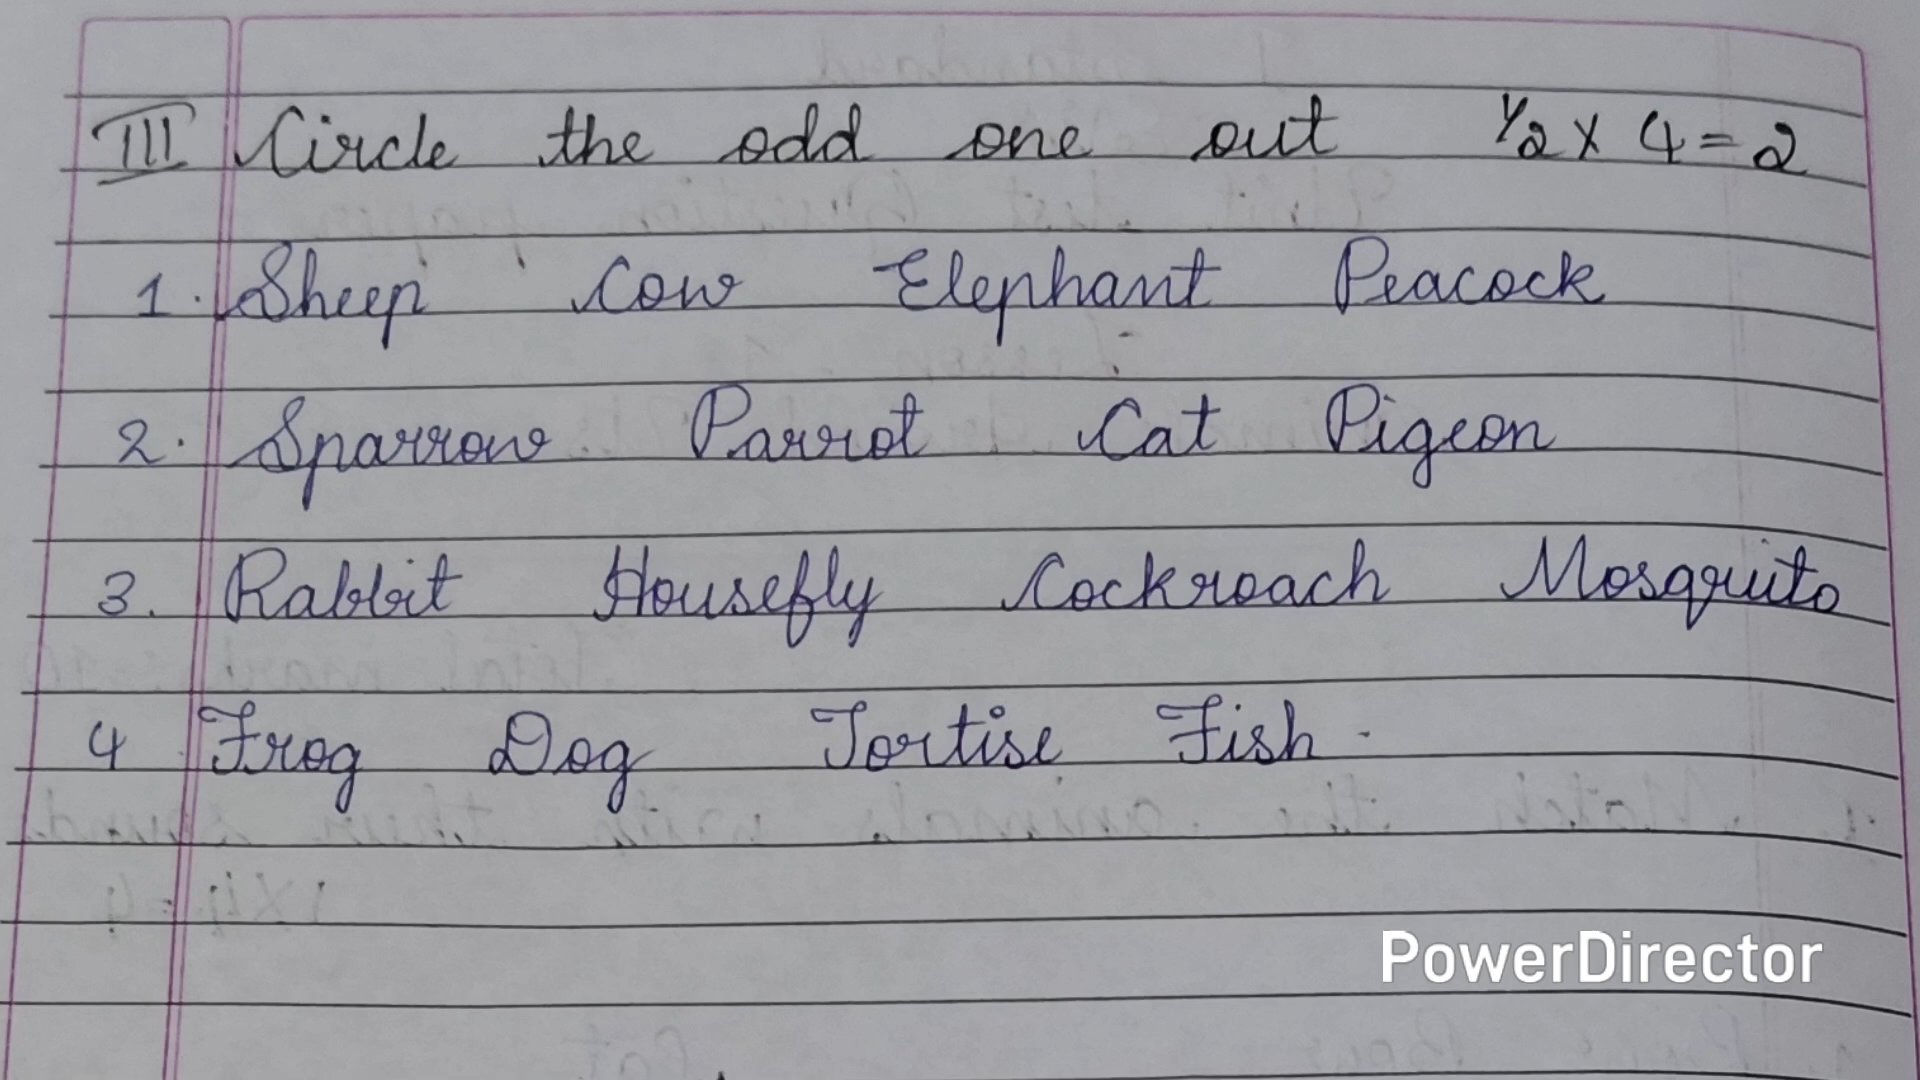 III Circle the odd one out 1/2 x 4 = 2
1. Sheep Cow Elephant Peacock
2. Sparrow Parrot Cat Pigeon
3. Rabbit Housefly Cockroach Mosquito
4 Frog Dog Tortise Fish.
PowerDirector